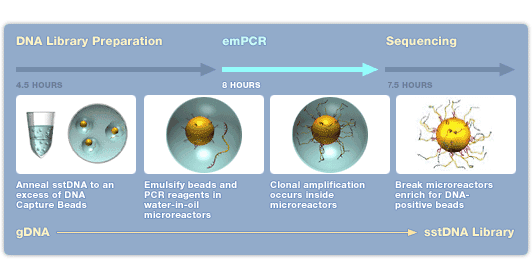 DNA Library Preparation emPCR Sequencing
4.5 HOURS 8 HOURS 7.5 HOURS
Anneal sstDNA to an
excess of DNA
Capture Beads
Emulsify beads and
PCR reagents in
water-in-oil
microreactors
Clonal amplification
occurs inside
microreactors
Break microreactors
enrich for DNA-
positive beads
gDNA sstDNA Library